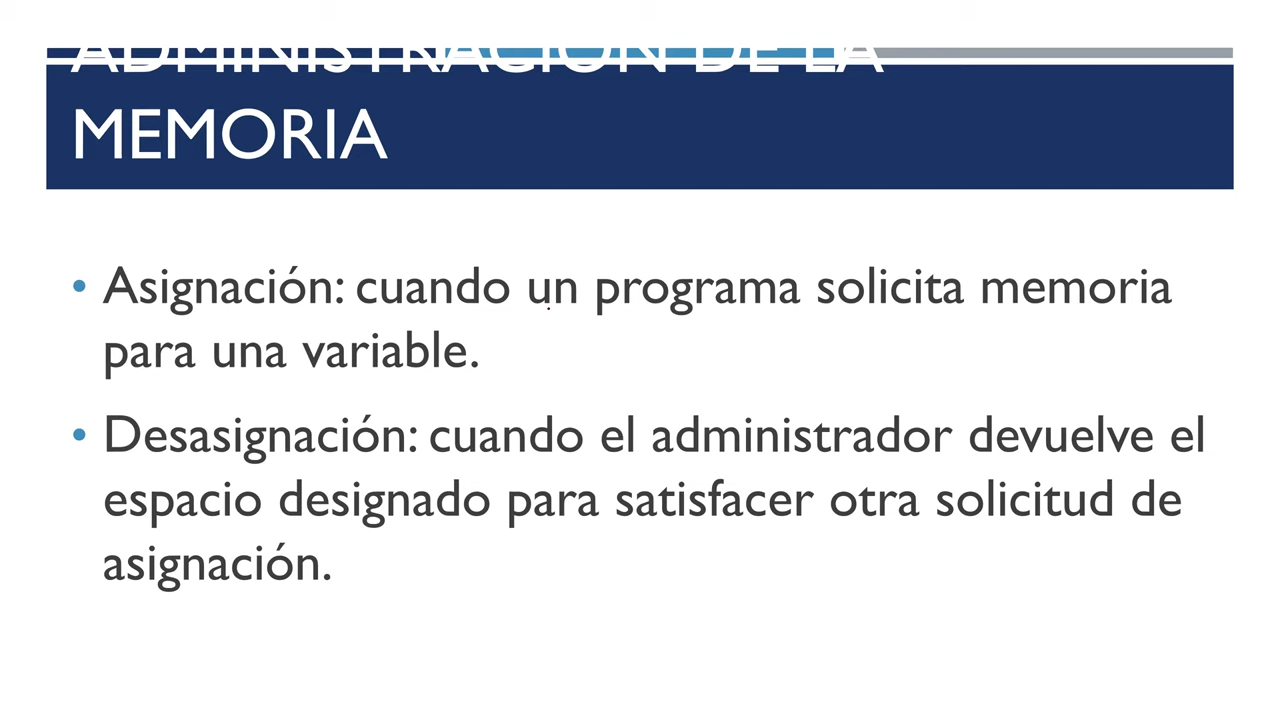 ADMINISTRACIÓN DE LA
MEMORIA
• Asignación: cuando un programa solicita memoria
para una variable.
• Desasignación: cuando el administrador devuelve el
espacio designado para satisfacer otra solicitud de
asignación.